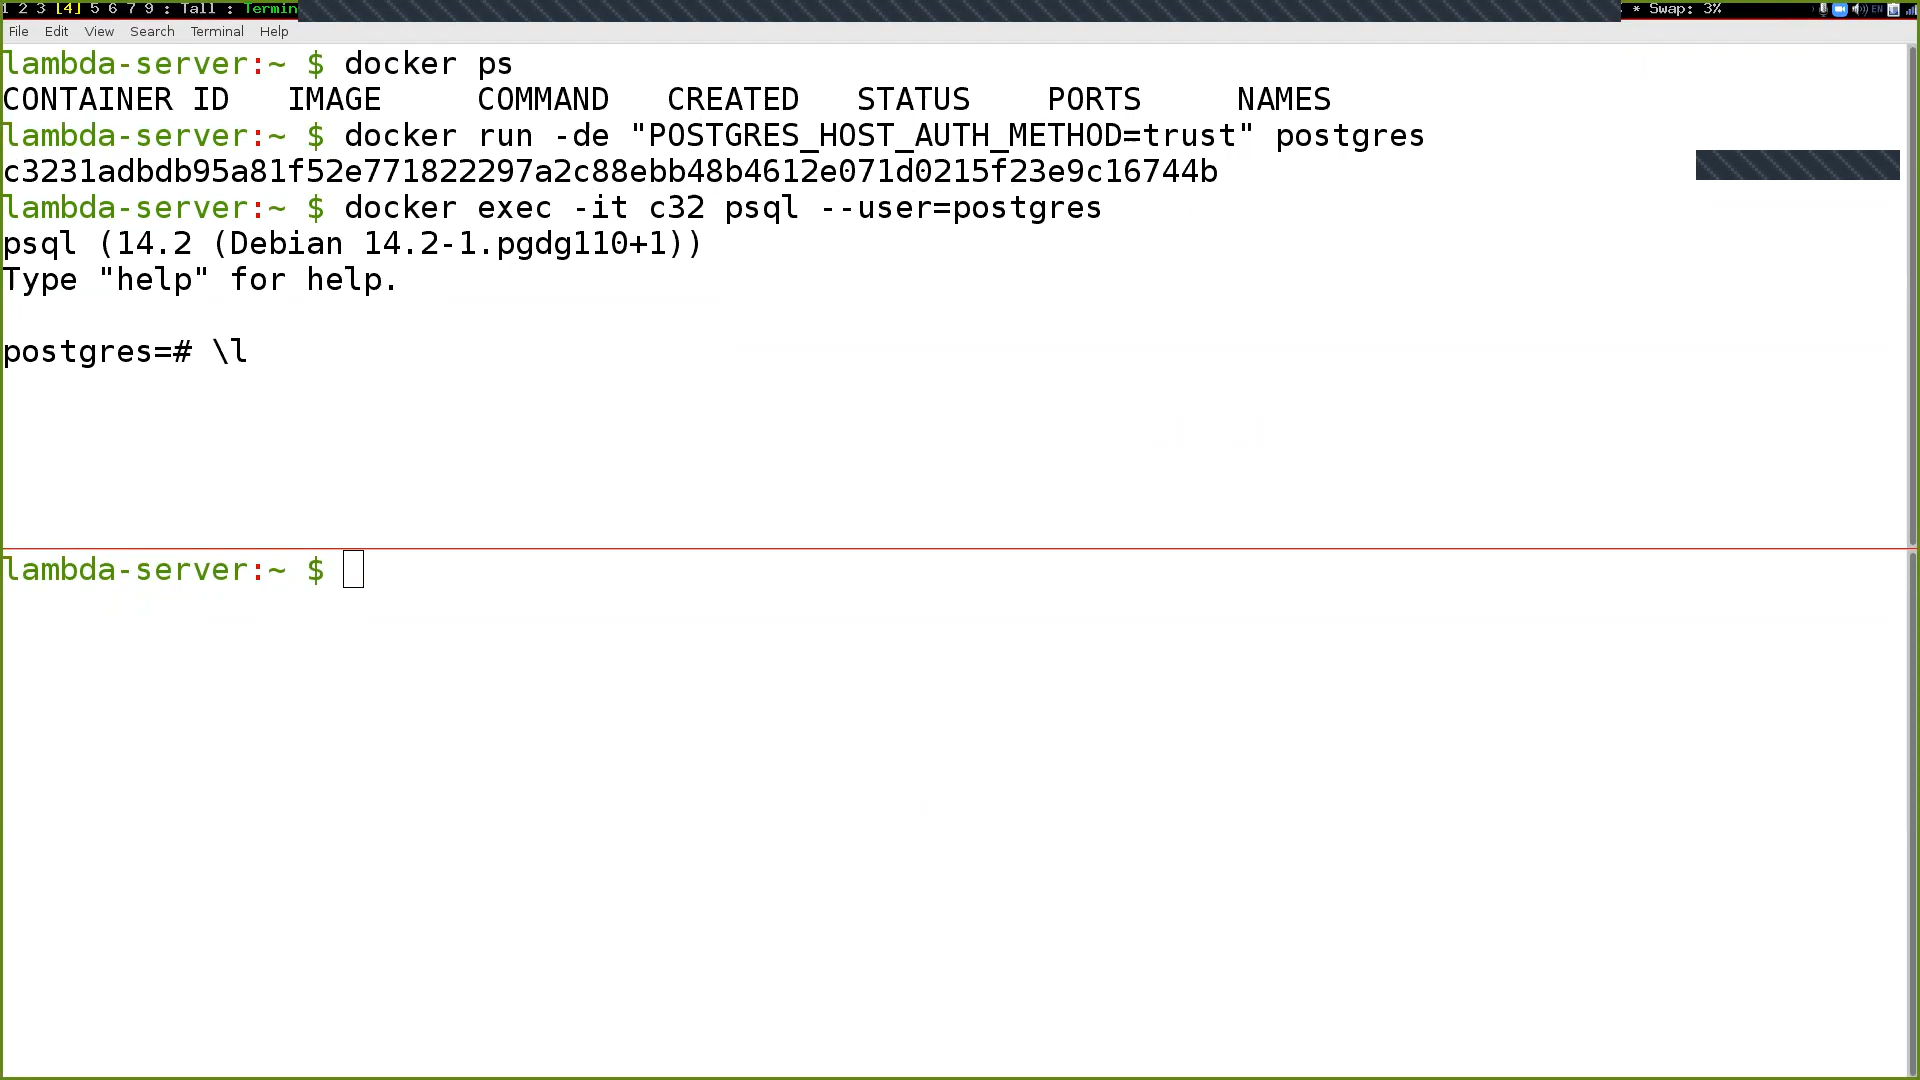 1 2 3 [4] 5 6 7 9 : Tall : Termin
* Swap: 3%
EN
File Edit View Search Terminal Help
lambda-server:~ $ docker ps
CONTAINER ID   IMAGE     COMMAND   CREATED   STATUS    PORTS     NAMES
lambda-server:~ $ docker run -de "POSTGRES_HOST_AUTH_METHOD=trust" postgres
c3231adbdb95a81f52e771822297a2c88ebb48b4612e071d0215f23e9c16744b
lambda-server:~ $ docker exec -it c32 psql --user=postgres
psql (14.2 (Debian 14.2-1.pgdg110+1))
Type "help" for help.
postgres=# \l
lambda-server:~ $